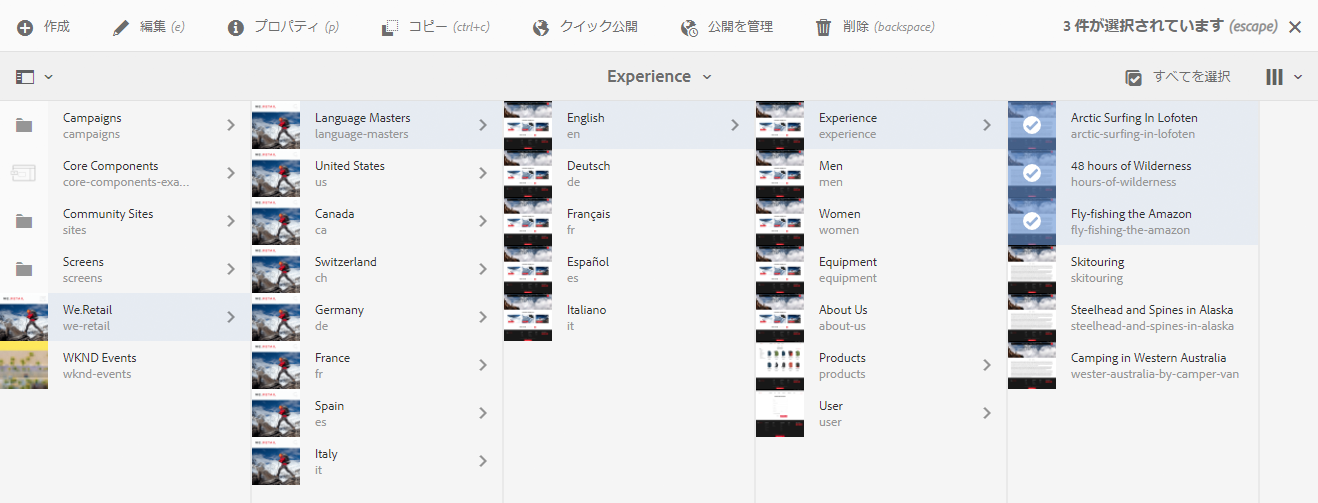 作成
編集 (e)
プロパティ (p)
コピー (ctrl+c)
クイック公開
公開を管理
削除 (backspace)
3 件が選択されています (escape)
Experience
すべてを選択
Campaigns
campaigns
Core Components
core-components-exa...
Community Sites
sites
Screens
screens
We.Retail
we-retail
WKND Events
wknd-events
Language Masters
language-masters
United States
us
Canada
ca
Switzerland
ch
Germany
de
France
fr
Spain
es
Italy
it
English
en
Deutsch
de
Français
fr
Español
es
Italiano
it
Experience
experience
Men
men
Women
women
Equipment
equipment
About Us
about-us
Products
products
User
user
Arctic Surfing In Lofoten
arctic-surfing-in-lofoten
48 hours of Wilderness
hours-of-wilderness
Fly-fishing the Amazon
fly-fishing-the-amazon
Skitouring
skitouring
Steelhead and Spines in Alaska
steelhead-and-spines-in-alaska
Camping in Western Australia
wester-australia-by-camper-van